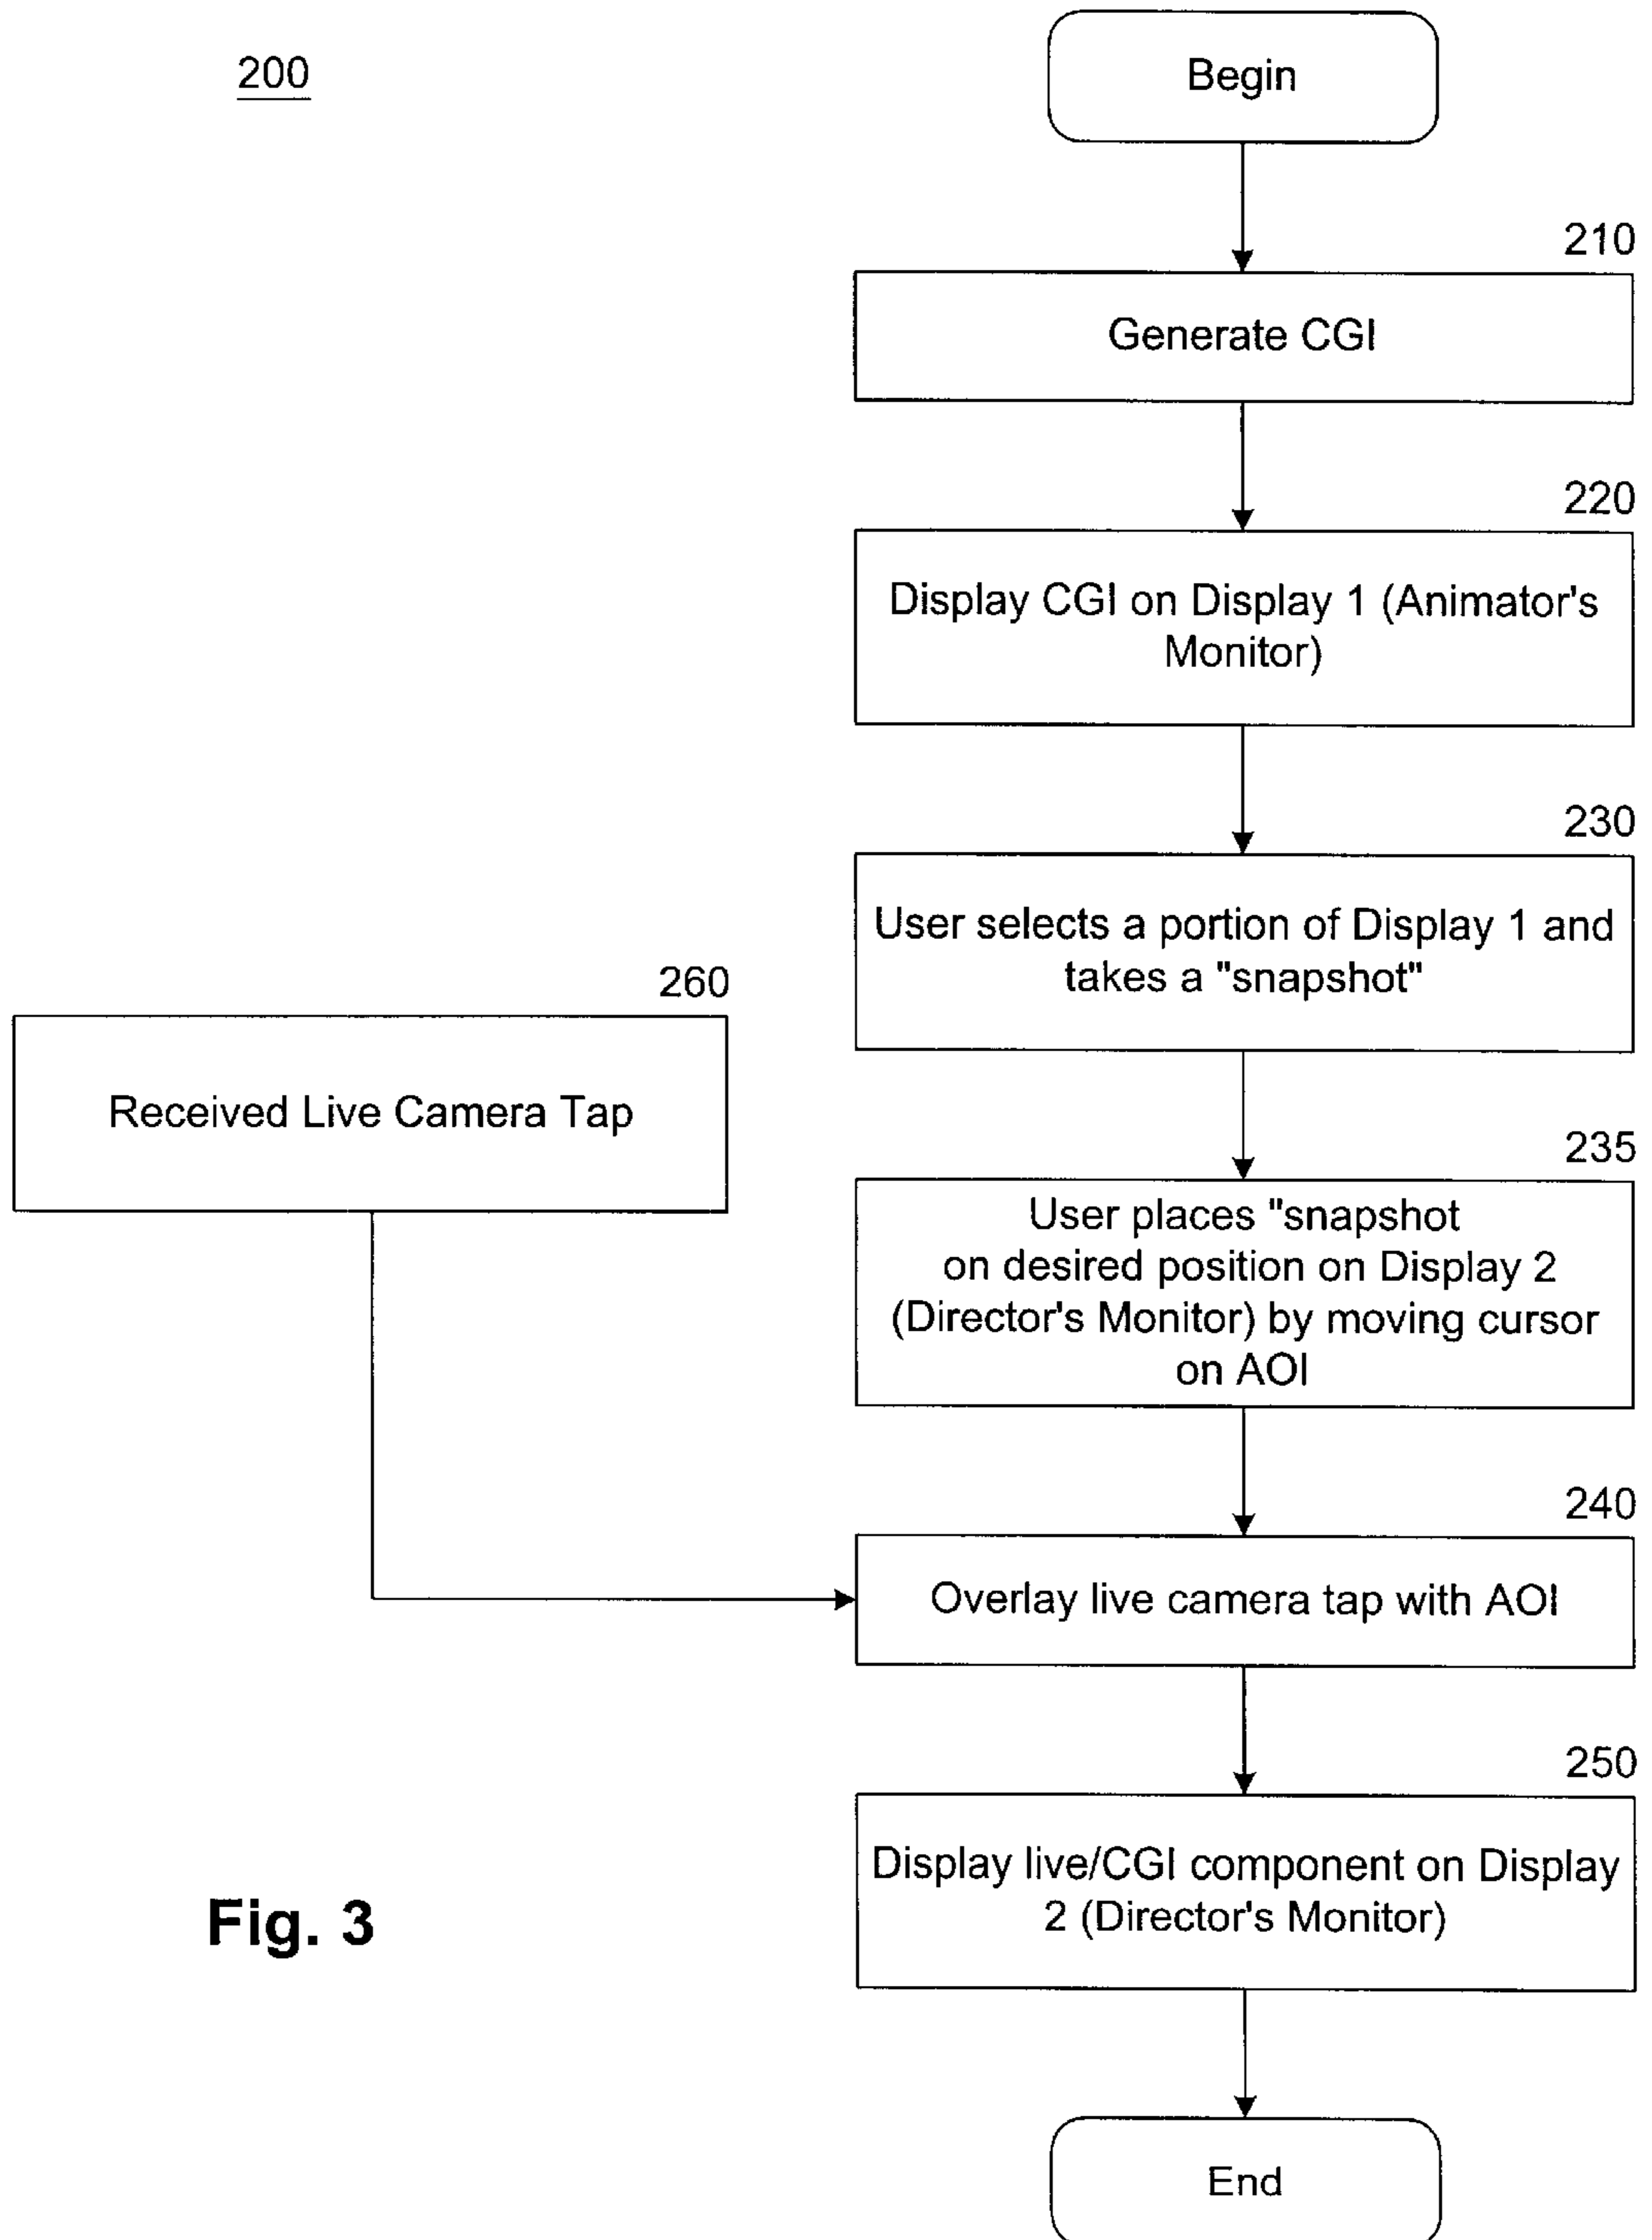 200
Begin
210
Generate CGI
220
Display CGI on Display 1 (Animator's
Monitor)
230
User selects a portion of Display 1 and
takes a "snapshot"
260
Received Live Camera Tap
235
User places "snapshot
on desired position on Display 2
(Director's Monitor) by moving cursor
on AOI
240
Overlay live camera tap with AOI
250
Display live/CGI component on Display
2 (Director's Monitor)
Fig. 3
End